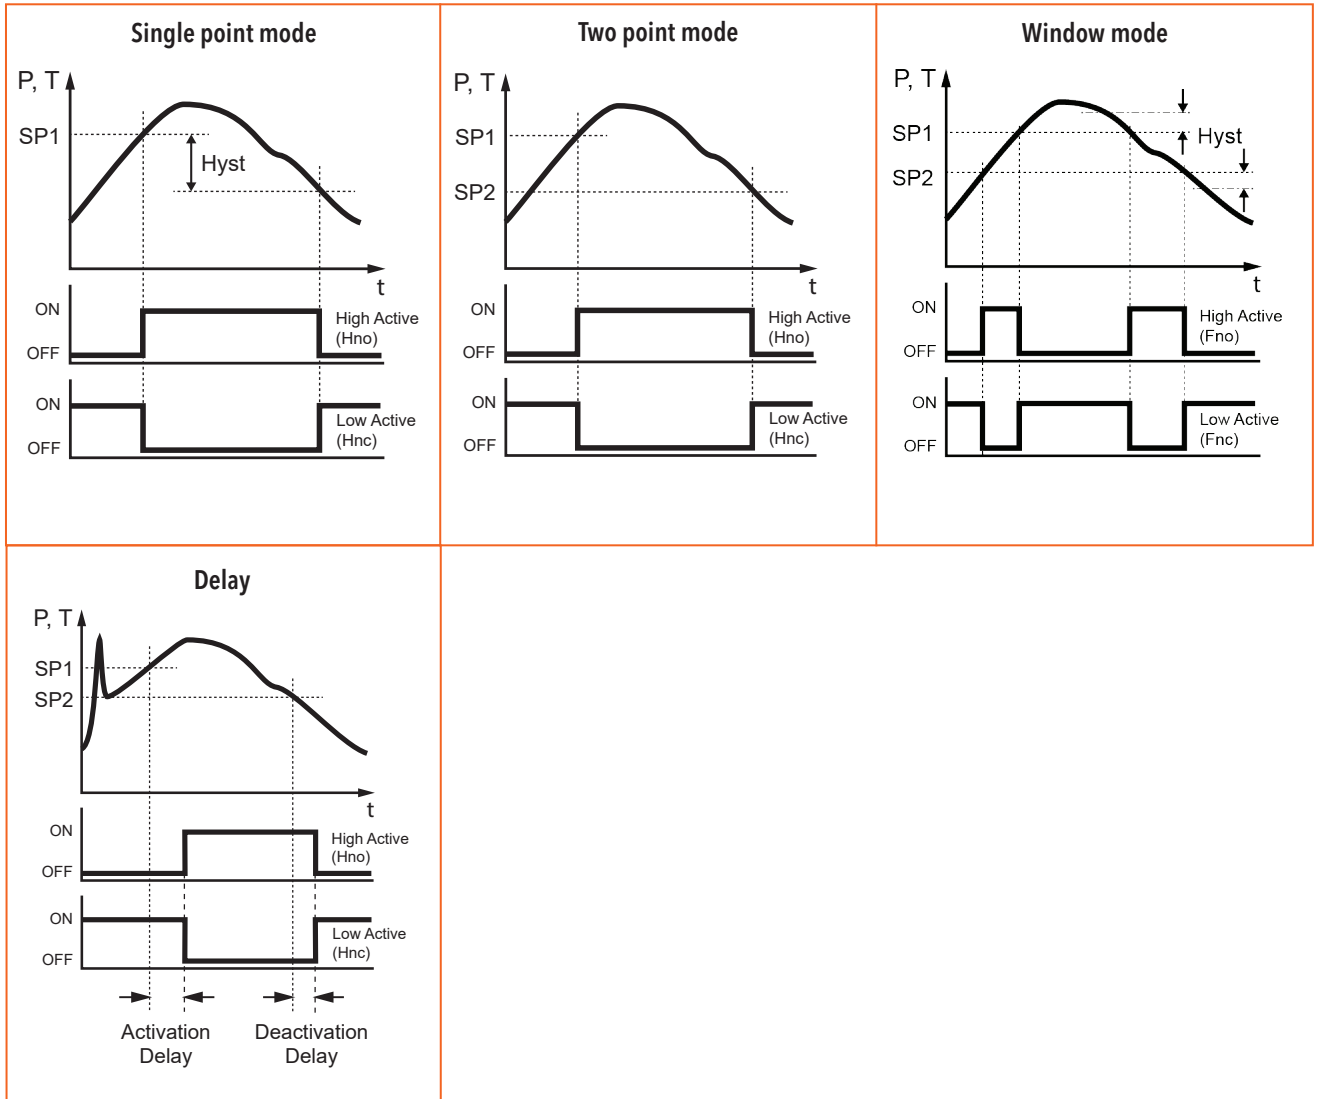 Single point mode
P, T
SP1
Hyst
t
ON
OFF
High Active
(Hno)
ON
OFF
Low Active
(Hnc)
Two point mode
P, T
SP1
SP2
t
ON
OFF
High Active
(Hno)
ON
OFF
Low Active
(Hnc)
Window mode
P, T
SP1
Hyst
SP2
t
ON
OFF
High Active
(Fno)
ON
OFF
Low Active
(Fnc)
Delay
P, T
SP1
SP2
t
ON
OFF
High Active
(Hno)
ON
OFF
Low Active
(Hnc)
Activation
Delay
Deactivation
Delay